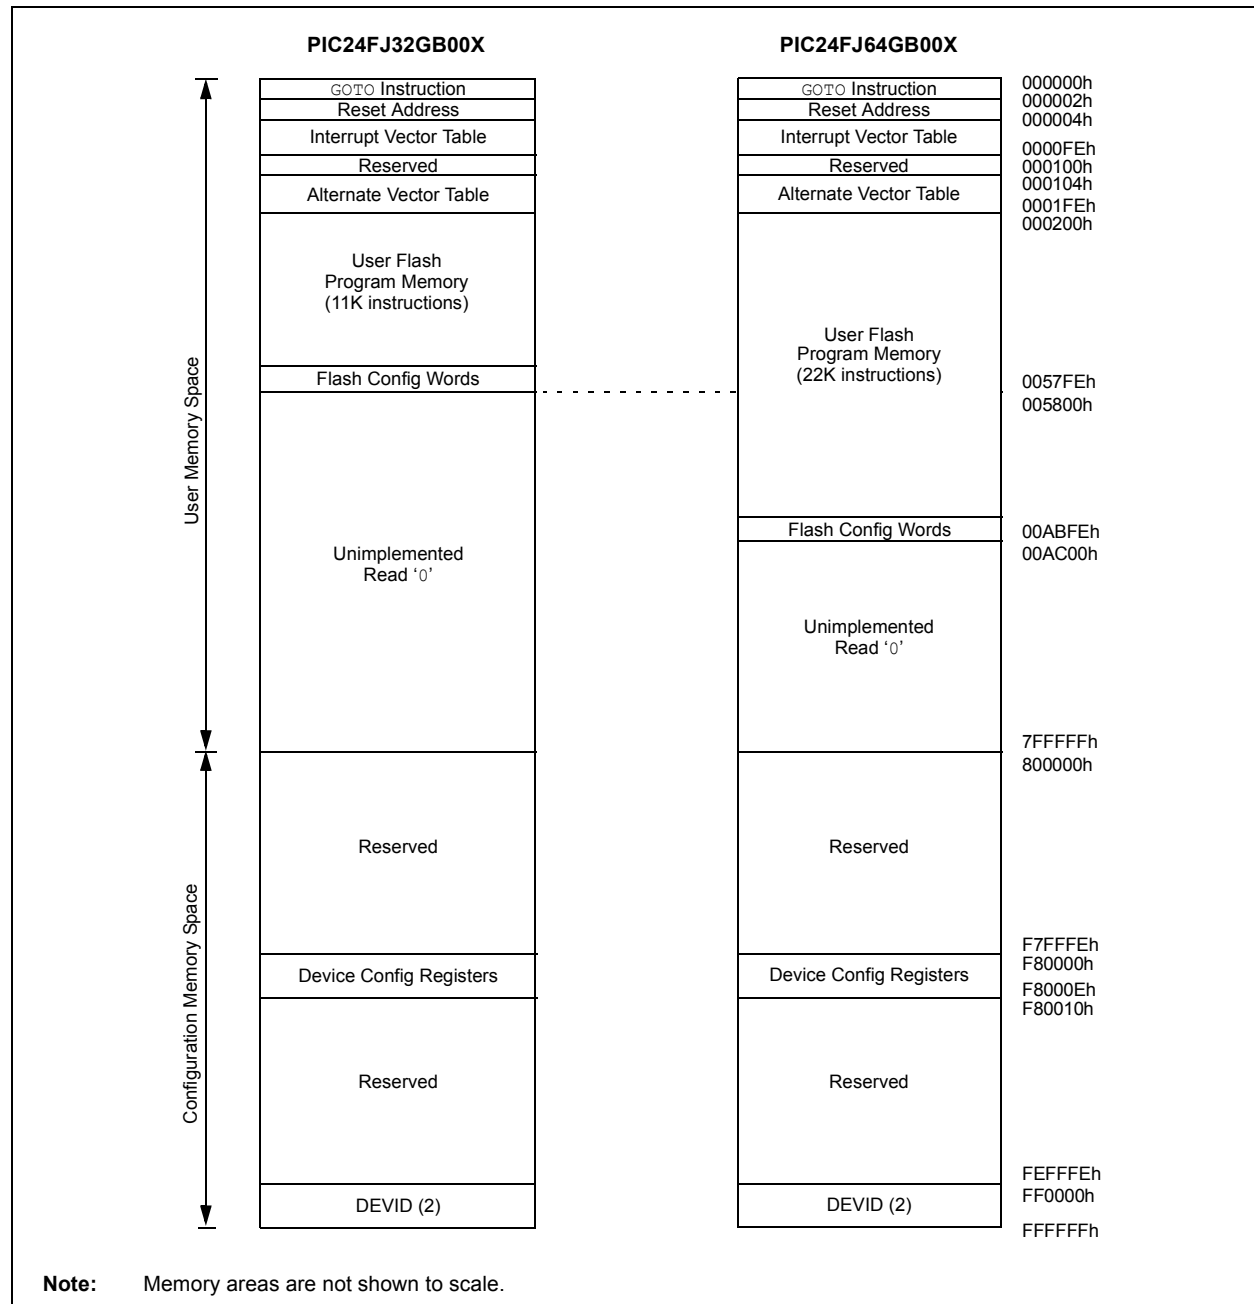 PIC24FJ32GB00X
PIC24FJ64GB00X
User Memory Space
Configuration Memory Space
GOTO Instruction
Reset Address
Interrupt Vector Table
Reserved
Alternate Vector Table
User Flash
Program Memory
(11K instructions)
Flash Config Words
Unimplemented
Read ‘0’
Reserved
Device Config Registers
Reserved
DEVID (2)
GOTO Instruction
Reset Address
Interrupt Vector Table
Reserved
Alternate Vector Table
User Flash
Program Memory
(22K instructions)
Flash Config Words
Unimplemented
Read ‘0’
Reserved
Device Config Registers
Reserved
DEVID (2)
000000h
000002h
000004h
0000FEh
000100h
000104h
0001FEh
000200h
0057FEh
005800h
00ABFEh
00AC00h
7FFFFFh
800000h
F7FFFEh
F80000h
F8000Eh
F80010h
FEFFFEh
FF0000h
FFFFFFh
Note: Memory areas are not shown to scale.